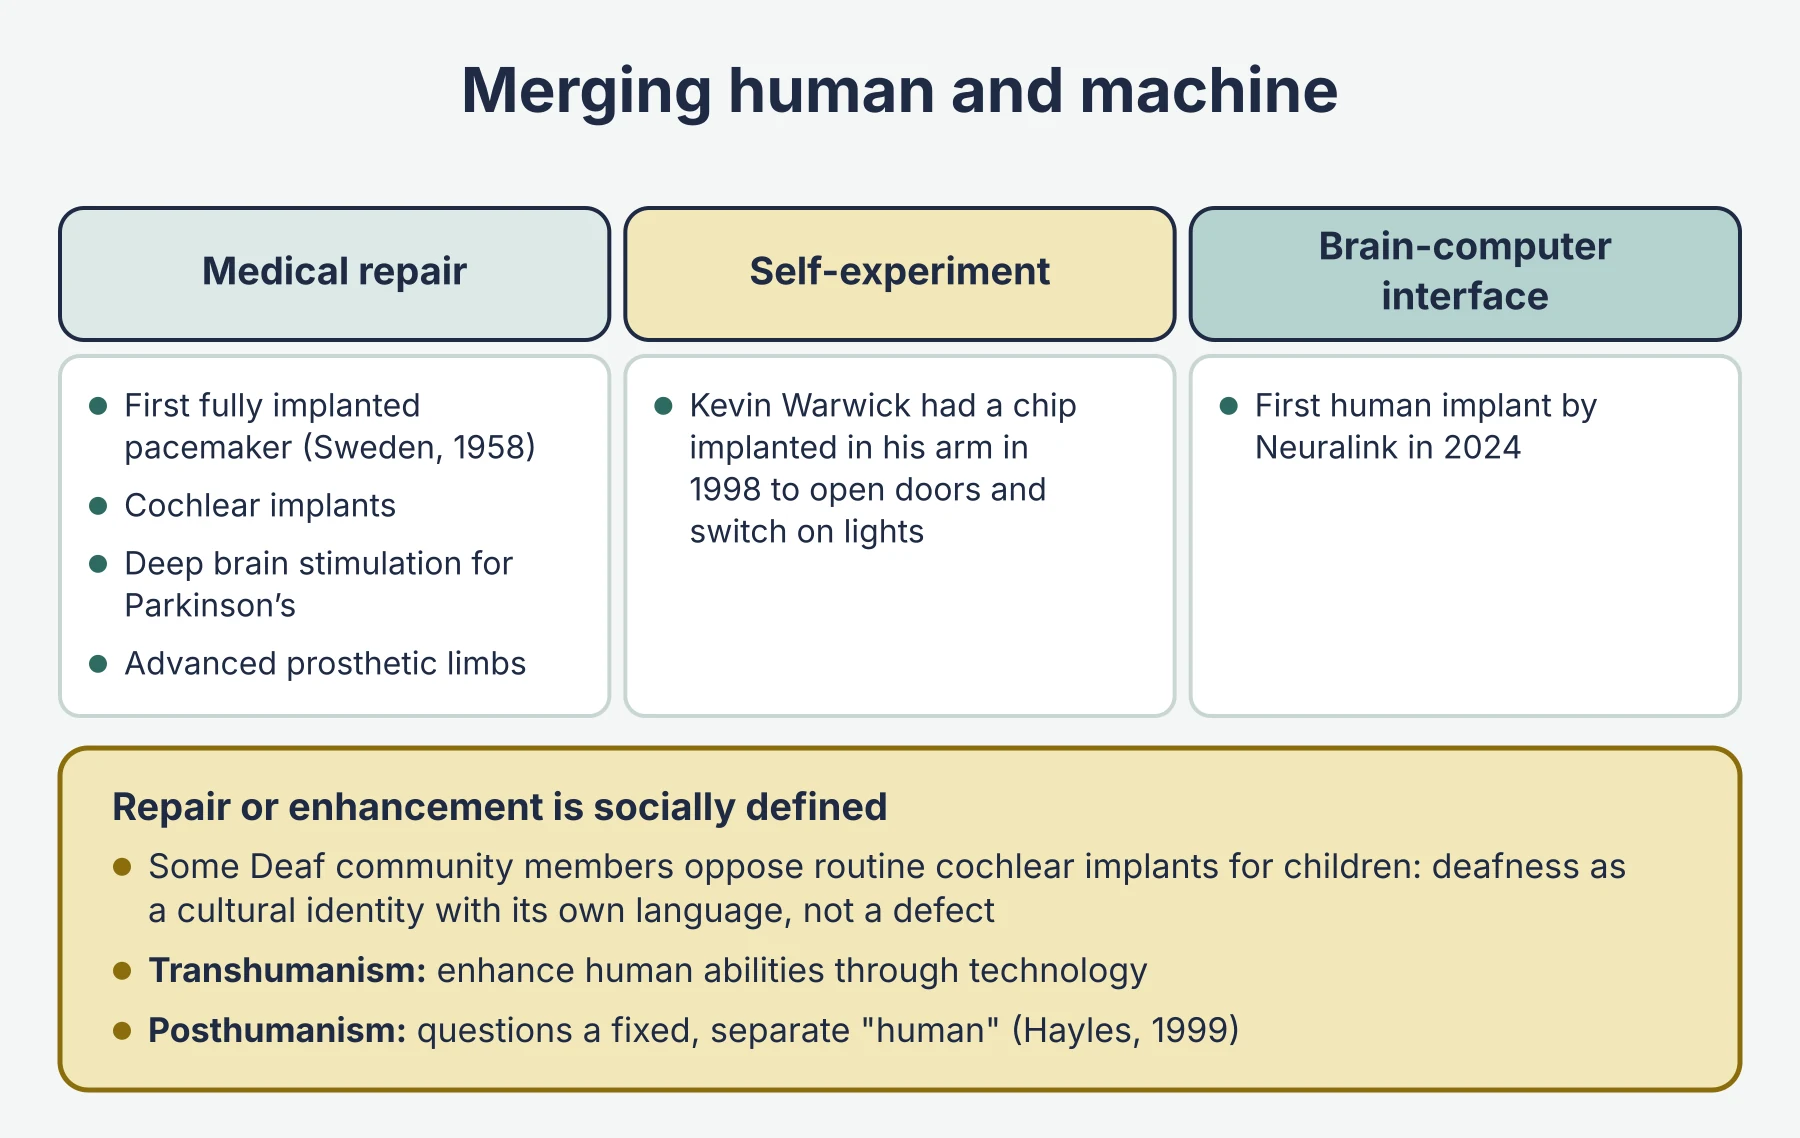 Merging human and machine
Medical repair
Self-experiment
Brain-computer
interface
First fully implanted
pacemaker (Sweden, 1958)
Cochlear implants
Deep brain stimulation for
Parkinson’s
Advanced prosthetic limbs
Kevin Warwick had a chip
implanted in his arm in
1998 to open doors and
switch on lights
First human implant by
Neuralink in 2024
Repair or enhancement is socially defined
Some Deaf community members oppose routine cochlear implants for children: deafness as
a cultural identity with its own language, not a defect
Transhumanism: enhance human abilities through technology
Posthumanism: questions a fixed, separate "human" (Hayles, 1999)